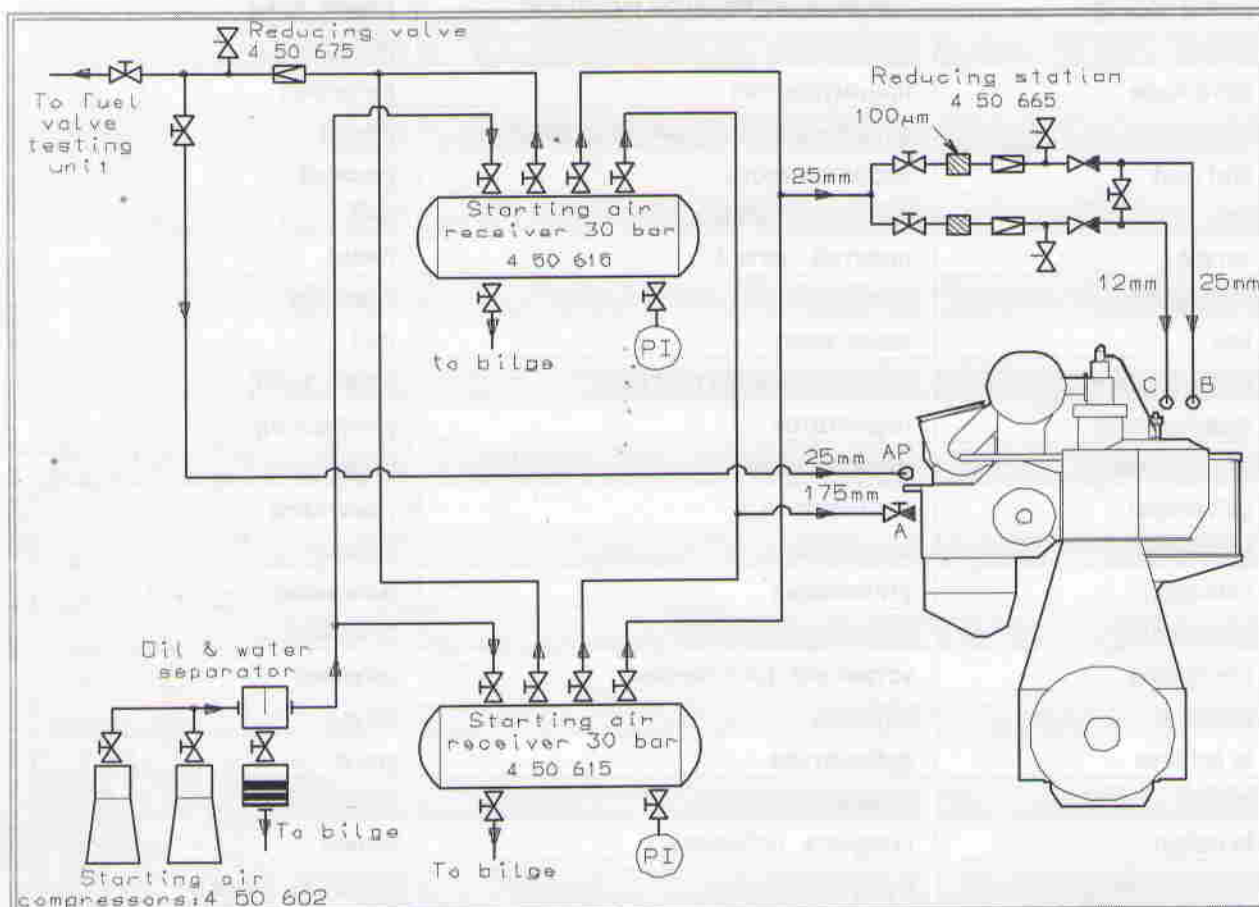 Reducing valve
4 50 675
To fuel
valve
testing
unit
Reducing station
4 50 665
100µm
25mm
Starting air
receiver 30 bar
4 50 615
to bilge
PI
12mm
25mm
C
B
25mm
AP
175mm
A
Oil & water
separator
Starting air
receiver 30 bar
4 50 615
To bilge
To bilge
PI
Starting air
compressors:4 50 602